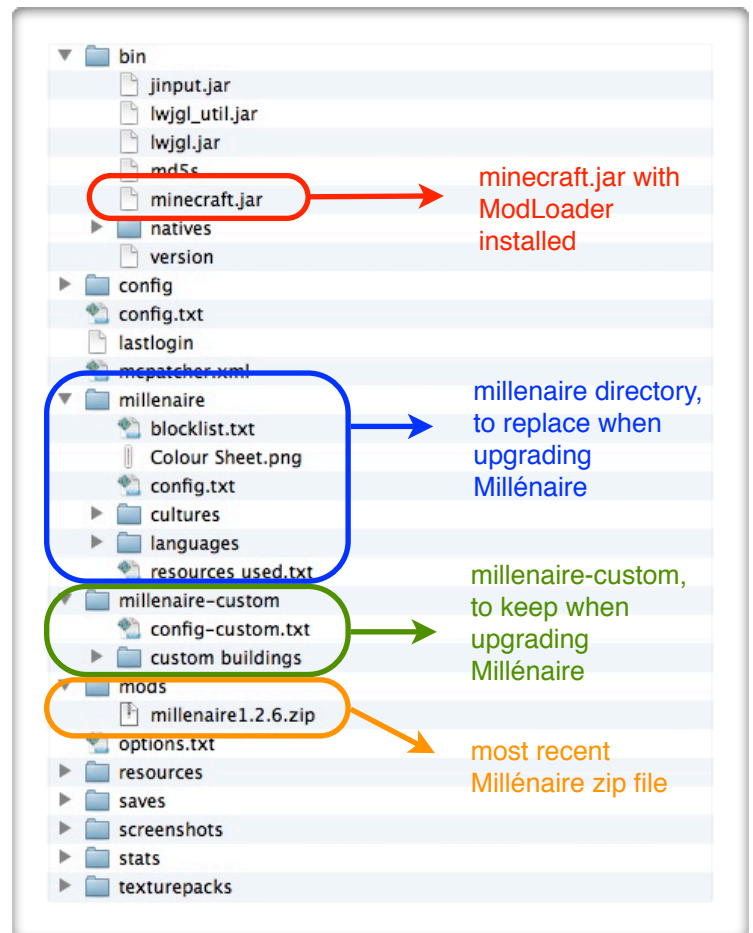 bin
jinput.jar
lwjgl_util.jar
lwjgl.jar
md5s
minecraft.jar
natives
version
config
config.txt
lastlogin
mcpatcher.xml
millenaire
blocklist.txt
Colour Sheet.png
config.txt
cultures
languages
resources used.txt
millenaire-custom
config-custom.txt
custom buildings
mods
millenaire1.2.6.zip
options.txt
resources
saves
screenshots
stats
texturepacks
minecraft.jar with
ModLoader
installed
millenaire directory,
to replace when
upgrading
Millénaire
millenaire-custom,
to keep when
upgrading
Millénaire
most recent
Millénaire zip file